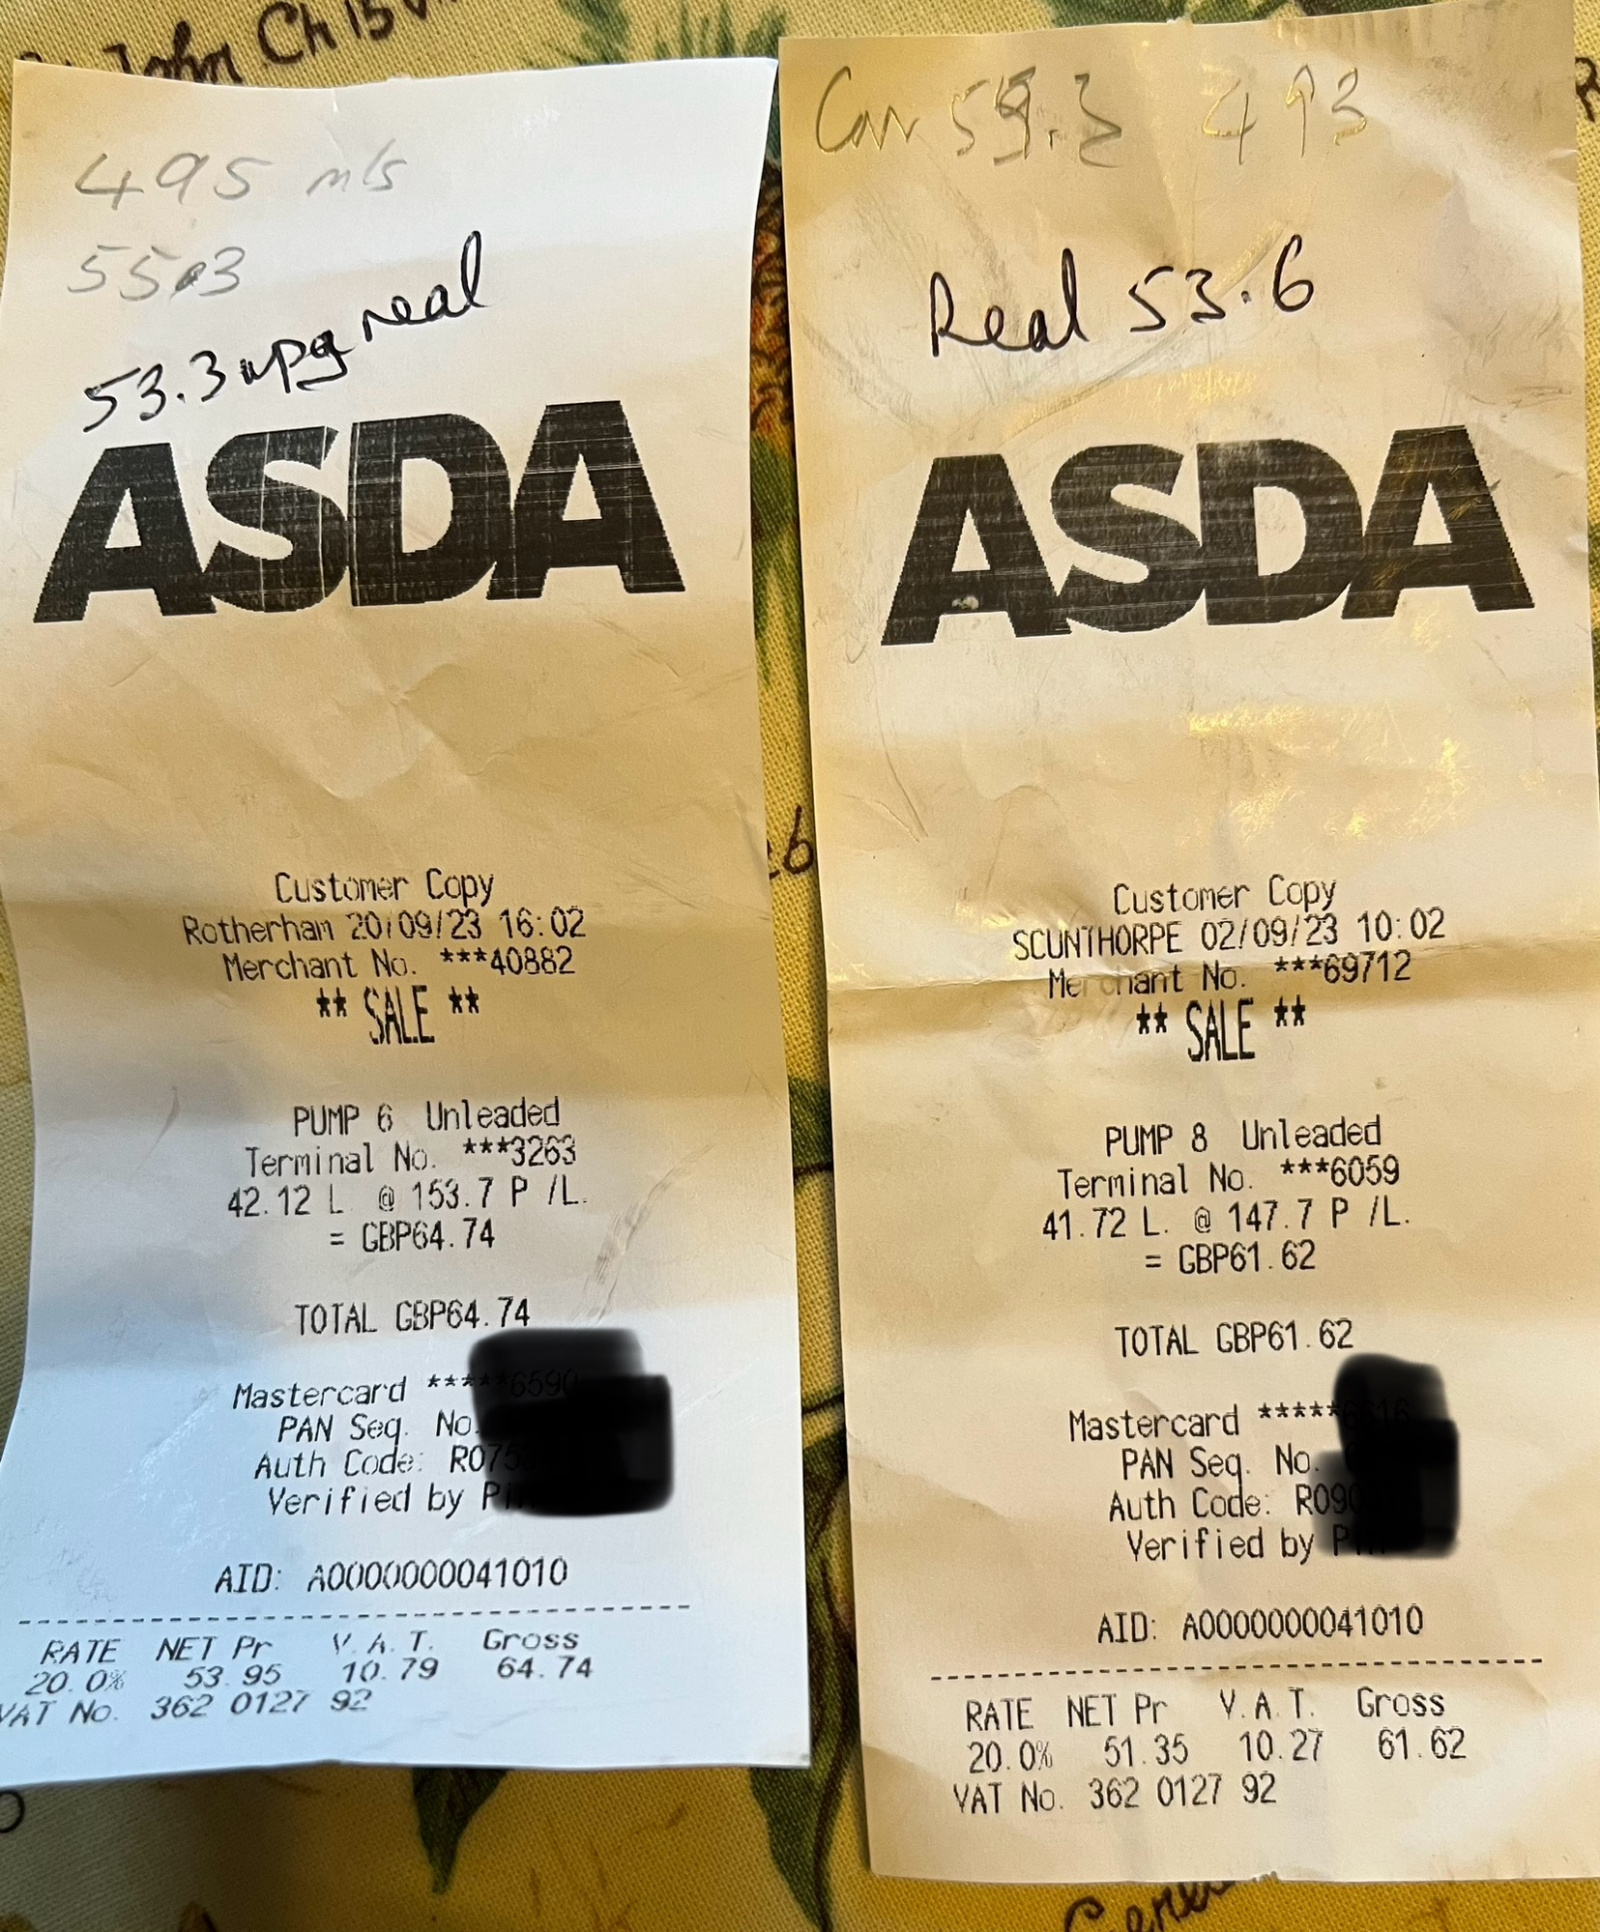 John Ch
495 mls
55.3
53.3 mpg real
ASDA
Customer Copy
Rotherham 20/09/23 16:02
Merchant No. ***40882
** SALE **
PUMP 6 Unleaded
Terminal No. ***3263
42.12 L @ 153.7 P /L.
= GBP64.74
TOTAL GBP64.74
Mastercard *****6590
PAN Seq. No.
Auth Code:
Verified by
AID: A0000000041010
RATE NET Pr V.A.T. Gross
20.0% 53.95 10.79 64.74
VAT No. 362 0127 92
493
Real 53.6
ASDA
Customer Copy
SCUNTHORPE 02/09/23 10:02
Merchant No. ***69712
** SALE **
PUMP 8 Unleaded
Terminal No. ***6059
41.72 L. @ 147.7 P /L.
= GBP61.62
TOTAL GBP61.62
Mastercard
PAN Seq. No.
Auth Code:
Verified by
AID: A0000000041010
RATE NET Pr V.A.T. Gross
20.0% 51.35 10.27 61.62
VAT No. 362 0127 92